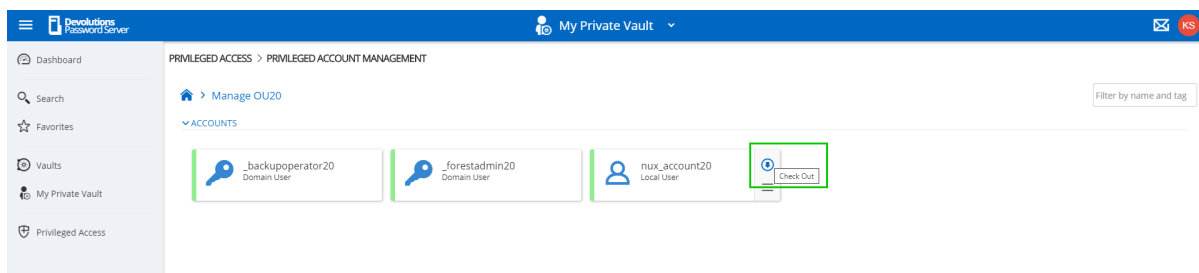 Devolutions
Password Server
My Private Vault
KS
Dashboard
Search
Favorites
Vaults
My Private Vault
Privileged Access
PRIVILEGED ACCESS > PRIVILEGED ACCOUNT MANAGEMENT
> Manage OU20
Filter by name and tag
ACCOUNTS
_backupoperator20
Domain User
_forestadmin20
Domain User
nux_account20
Local User
Check Out